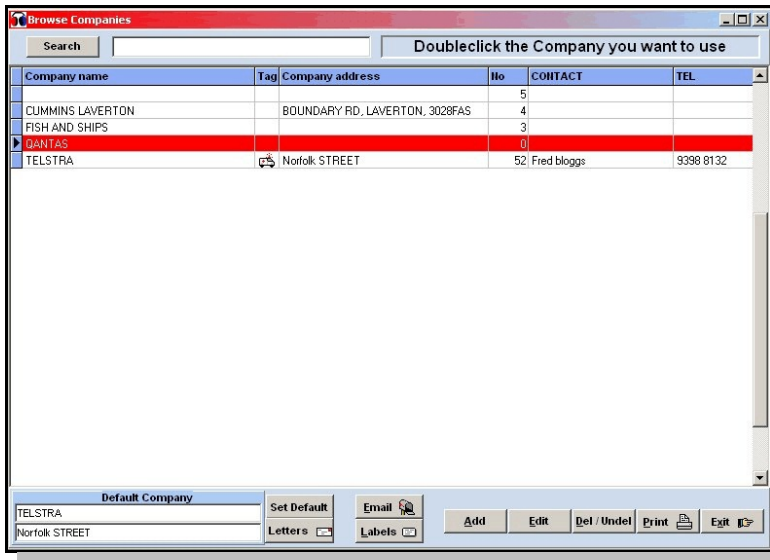 Browse Companies
Search Doubleclick the Company you want to use
Company name Tag Company address No CONTACT TEL
5
CUMMINS LAVERTON BOUNDARY RD, LAVERTON, 3028FAS 4
FISH AND SHIPS 3
QANTAS 0
TELSTRA Norfolk STREET 52 Fred bloggs 9398 8132
Default Company
TELSTRA
Norfolk STREET
Set Default Email
Letters Labels
Add Edit Del / Undel Print Exit